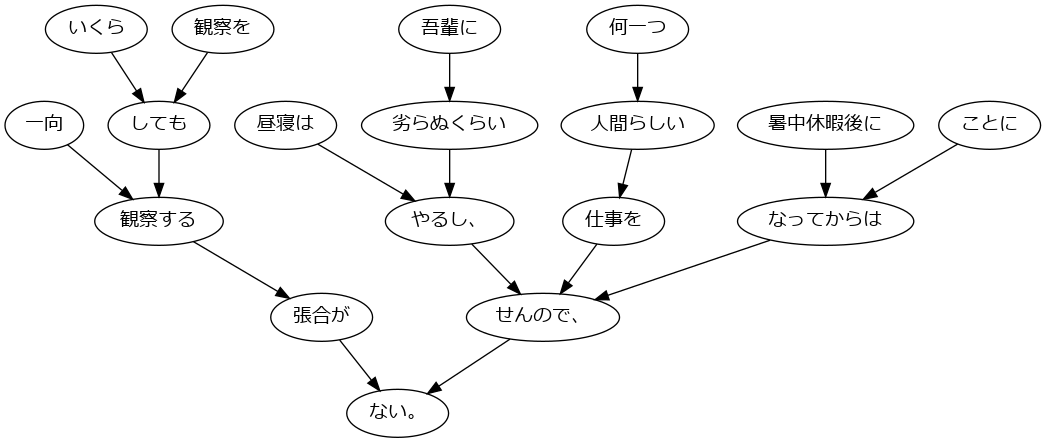 いくら 観察を 吾輩に 何一つ
一向 しても 昼寝は 劣らぬくらい 人間らしい 暑中休暇後に ことに
観察する やるし、 仕事を なってからは
張合が せんので、
ない。